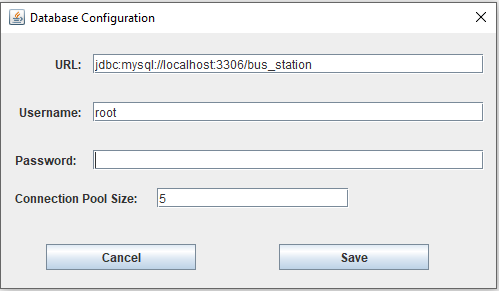 Database Configuration
URL: jdbc:mysql://localhost:3306/bus_station
Username: root
Password:
Connection Pool Size: 5
Cancel Save